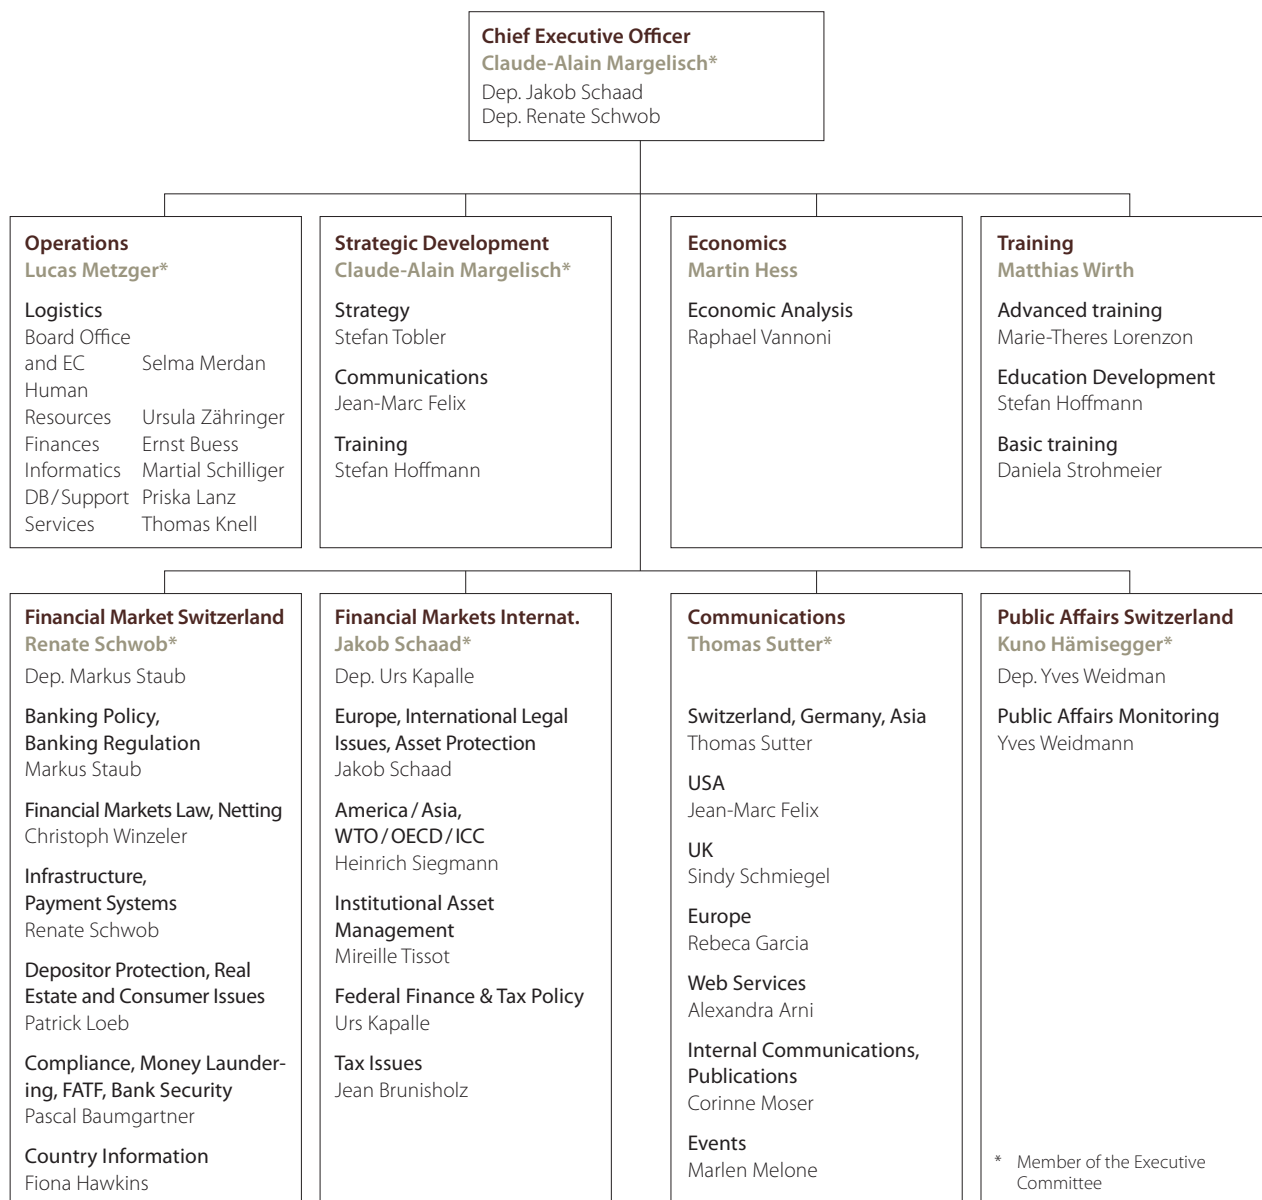 Chief Executive Officer
Claude-Alain Margelisch*
Dep. Jakob Schaad
Dep. Renate Schwob
Operations
Lucas Metzger*
Logistics
Board Office
and EC Selma Merdan
Human
Resources Ursula Zähringer
Finances Ernst Buess
Informatics Martial Schilliger
DB/Support Priska Lanz
Services Thomas Knell
Strategic Development
Claude-Alain Margelisch*
Strategy
Stefan Tobler
Communications
Jean-Marc Felix
Training
Stefan Hoffmann
Economics
Martin Hess
Economic Analysis
Raphael Vannoni
Training
Matthias Wirth
Advanced training
Marie-Theres Lorenzon
Education Development
Stefan Hoffmann
Basic training
Daniela Strohmeier
Financial Market Switzerland
Renate Schwob*
Dep. Markus Staub
Banking Policy,
Banking Regulation
Markus Staub
Financial Markets Law, Netting
Christoph Winzeler
Infrastructure,
Payment Systems
Renate Schwob
Depositor Protection, Real
Estate and Consumer Issues
Patrick Loeb
Compliance, Money Launder-
ing, FATF, Bank Security
Pascal Baumgartner
Country Information
Fiona Hawkins
Financial Markets Internat.
Jakob Schaad*
Dep. Urs Kapalle
Europe, International Legal
Issues, Asset Protection
Jakob Schaad
America/Asia,
WTO/OECD/ICC
Heinrich Siegmann
Institutional Asset
Management
Mireille Tissot
Federal Finance & Tax Policy
Urs Kapalle
Tax Issues
Jean Brunisholz
Communications
Thomas Sutter*
Switzerland, Germany, Asia
Thomas Sutter
USA
Jean-Marc Felix
UK
Sindy Schmiegel
Europe
Rebeca Garcia
Web Services
Alexandra Arni
Internal Communications,
Publications
Corinne Moser
Events
Marlen Melone
Public Affairs Switzerland
Kuno Hämisegger*
Dep. Yves Weidman
Public Affairs Monitoring
Yves Weidmann
* Member of the Executive
Committee